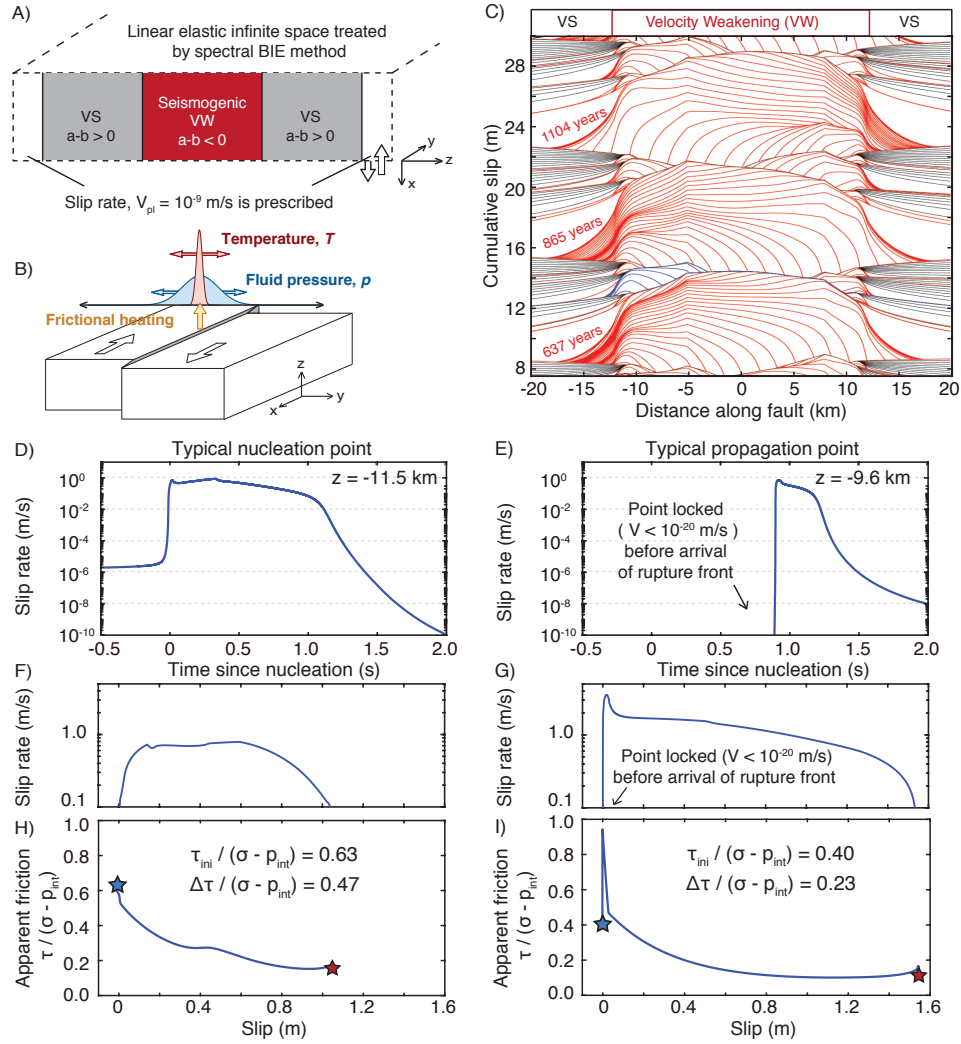 A)
Linear elastic infinite space treated
by spectral BIE method
VS
a-b > 0
Seismogenic
VW
a-b < 0
VS
a-b > 0
y
z
x
Slip rate, V_pl = 10^-9 m/s is prescribed
B)
Temperature, T
Fluid pressure, p
Frictional heating
z
y
x
C)
VS
Velocity Weakening (VW)
VS
Cumulative slip (m)
28
24
20
16
12
8
1104 years
865 years
637 years
-20 -15 -10 -5 0 5 10 15 20
Distance along fault (km)
D)
Typical nucleation point
z = -11.5 km
Slip rate (m/s)
10^0
10^-2
10^-4
10^-6
10^-8
10^-10
-0.5 0 0.5 1.0 1.5 2.0
Time since nucleation (s)
E)
Typical propagation point
z = -9.6 km
Point locked
( V < 10^-20 m/s )
before arrival
of rupture front
Slip rate (m/s)
10^0
10^-2
10^-4
10^-6
10^-8
10^-10
-0.5 0 0.5 1.0 1.5 2.0
Time since nucleation (s)
F)
Slip rate (m/s)
1.0
0.1
G)
Slip rate (m/s)
1.0
0.1
Point locked (V < 10^-20 m/s)
before arrival of rupture front
H)
Apparent friction
τ / (σ - p_int)
1.0
0.8
0.6
0.4
0.2
0.0
τ_ini / (σ - p_int) = 0.63
Δτ / (σ - p_int) = 0.47
0 0.4 0.8 1.2 1.6
Slip (m)
I)
Apparent friction
τ / (σ - p_int)
1.0
0.8
0.6
0.4
0.2
0.0
τ_ini / (σ - p_int) = 0.40
Δτ / (σ - p_int) = 0.23
0 0.4 0.8 1.2 1.6
Slip (m)